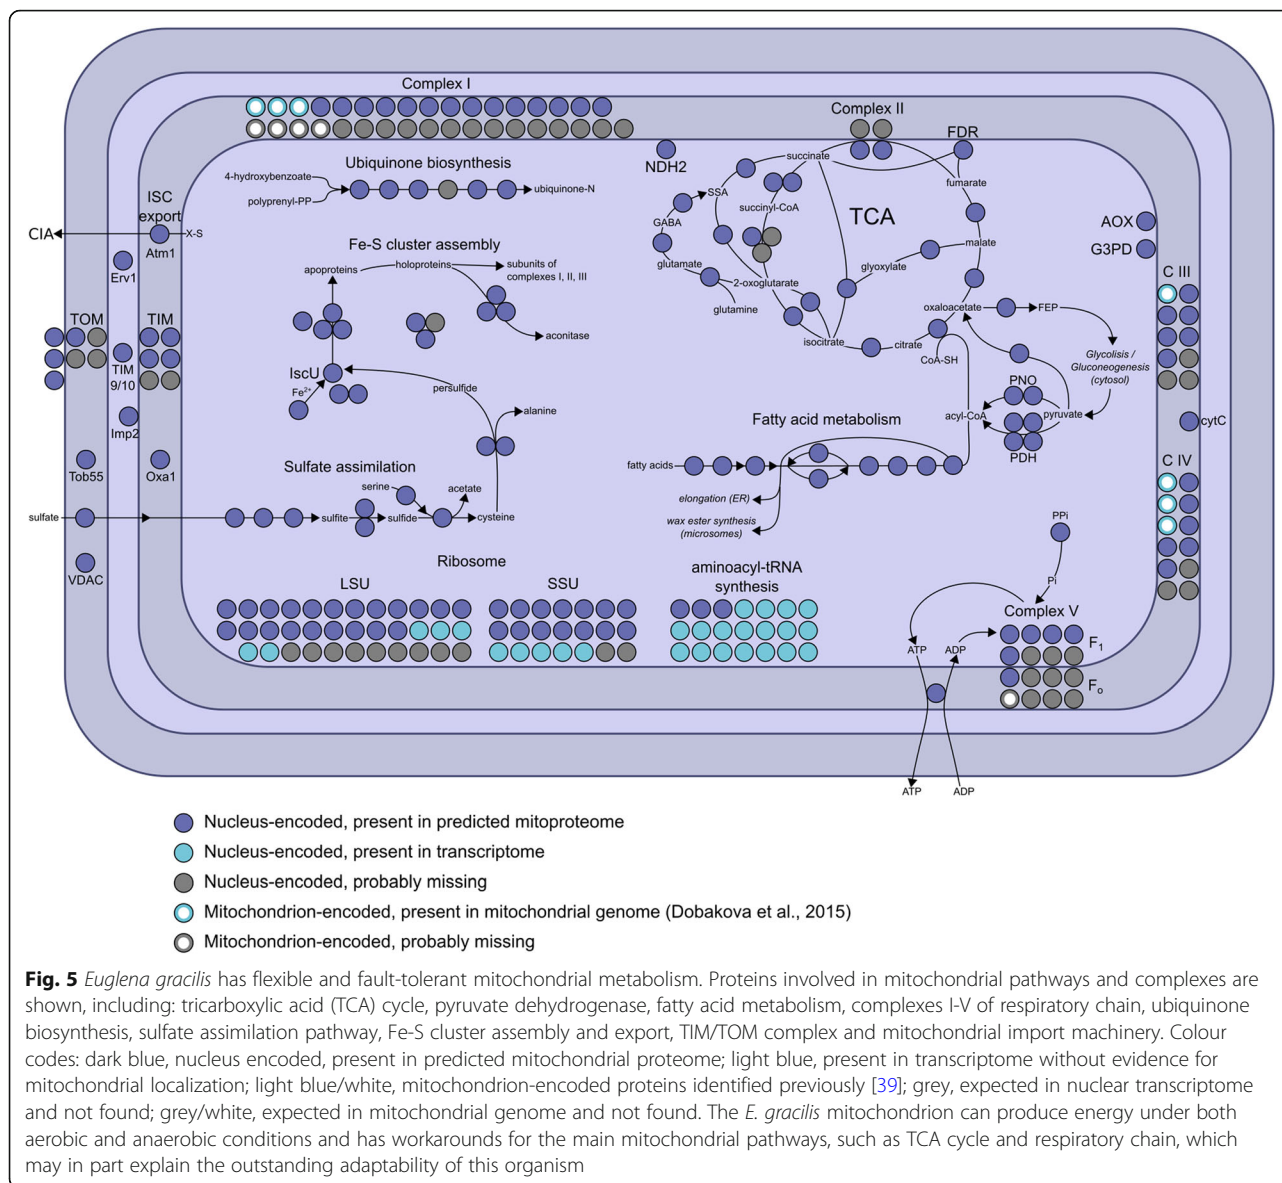 Complex I
Complex II
FDR
NDH2
succinate
fumarate
Ubiquinone biosynthesis
4-hydroxybenzoate
polyprenyl-PP
ubiquinone-N
SSA
succinyl-CoA
TCA
GABA
malate
glyoxylate
glutamate
2-oxoglutarate
glutamine
oxaloacetate
FEP
isocitrate
citrate
CoA-SH
Glycolisis /
Gluconeogenesis
(cytosol)
AOX
G3PD
C III
cytC
C IV
ISC
export
CIA
X-S
Atm1
Erv1
TOM
TIM
TIM
9/10
Imp2
Tob55
Oxa1
sulfate
VDAC
Fe-S cluster assembly
apoproteins
holoproteins
subunits of
complexes I, II, III
aconitase
IscU
Fe2+
persulfide
alanine
Sulfate assimilation
serine
acetate
sulfite
sulfide
cysteine
PNO
acyl-CoA
pyruvate
PDH
Fatty acid metabolism
fatty acids
elongation (ER)
wax ester synthesis
(microsomes)
Ribosome
LSU
SSU
aminoacyl-tRNA
synthesis
PPi
Pi
Complex V
F1
Fo
ATP
ADP
ATP
ADP
Nucleus-encoded, present in predicted mitoproteome
Nucleus-encoded, present in transcriptome
Nucleus-encoded, probably missing
Mitochondrion-encoded, present in mitochondrial genome (Dobakova et al., 2015)
Mitochondrion-encoded, probably missing
Fig. 5 Euglena gracilis has flexible and fault-tolerant mitochondrial metabolism. Proteins involved in mitochondrial pathways and complexes are
shown, including: tricarboxylic acid (TCA) cycle, pyruvate dehydrogenase, fatty acid metabolism, complexes I-V of respiratory chain, ubiquinone
biosynthesis, sulfate assimilation pathway, Fe-S cluster assembly and export, TIM/TOM complex and mitochondrial import machinery. Colour
codes: dark blue, nucleus encoded, present in predicted mitochondrial proteome; light blue, present in transcriptome without evidence for
mitochondrial localization; light blue/white, mitochondrion-encoded proteins identified previously [39]; grey, expected in nuclear transcriptome
and not found; grey/white, expected in mitochondrial genome and not found. The E. gracilis mitochondrion can produce energy under both
aerobic and anaerobic conditions and has workarounds for the main mitochondrial pathways, such as TCA cycle and respiratory chain, which
may in part explain the outstanding adaptability of this organism